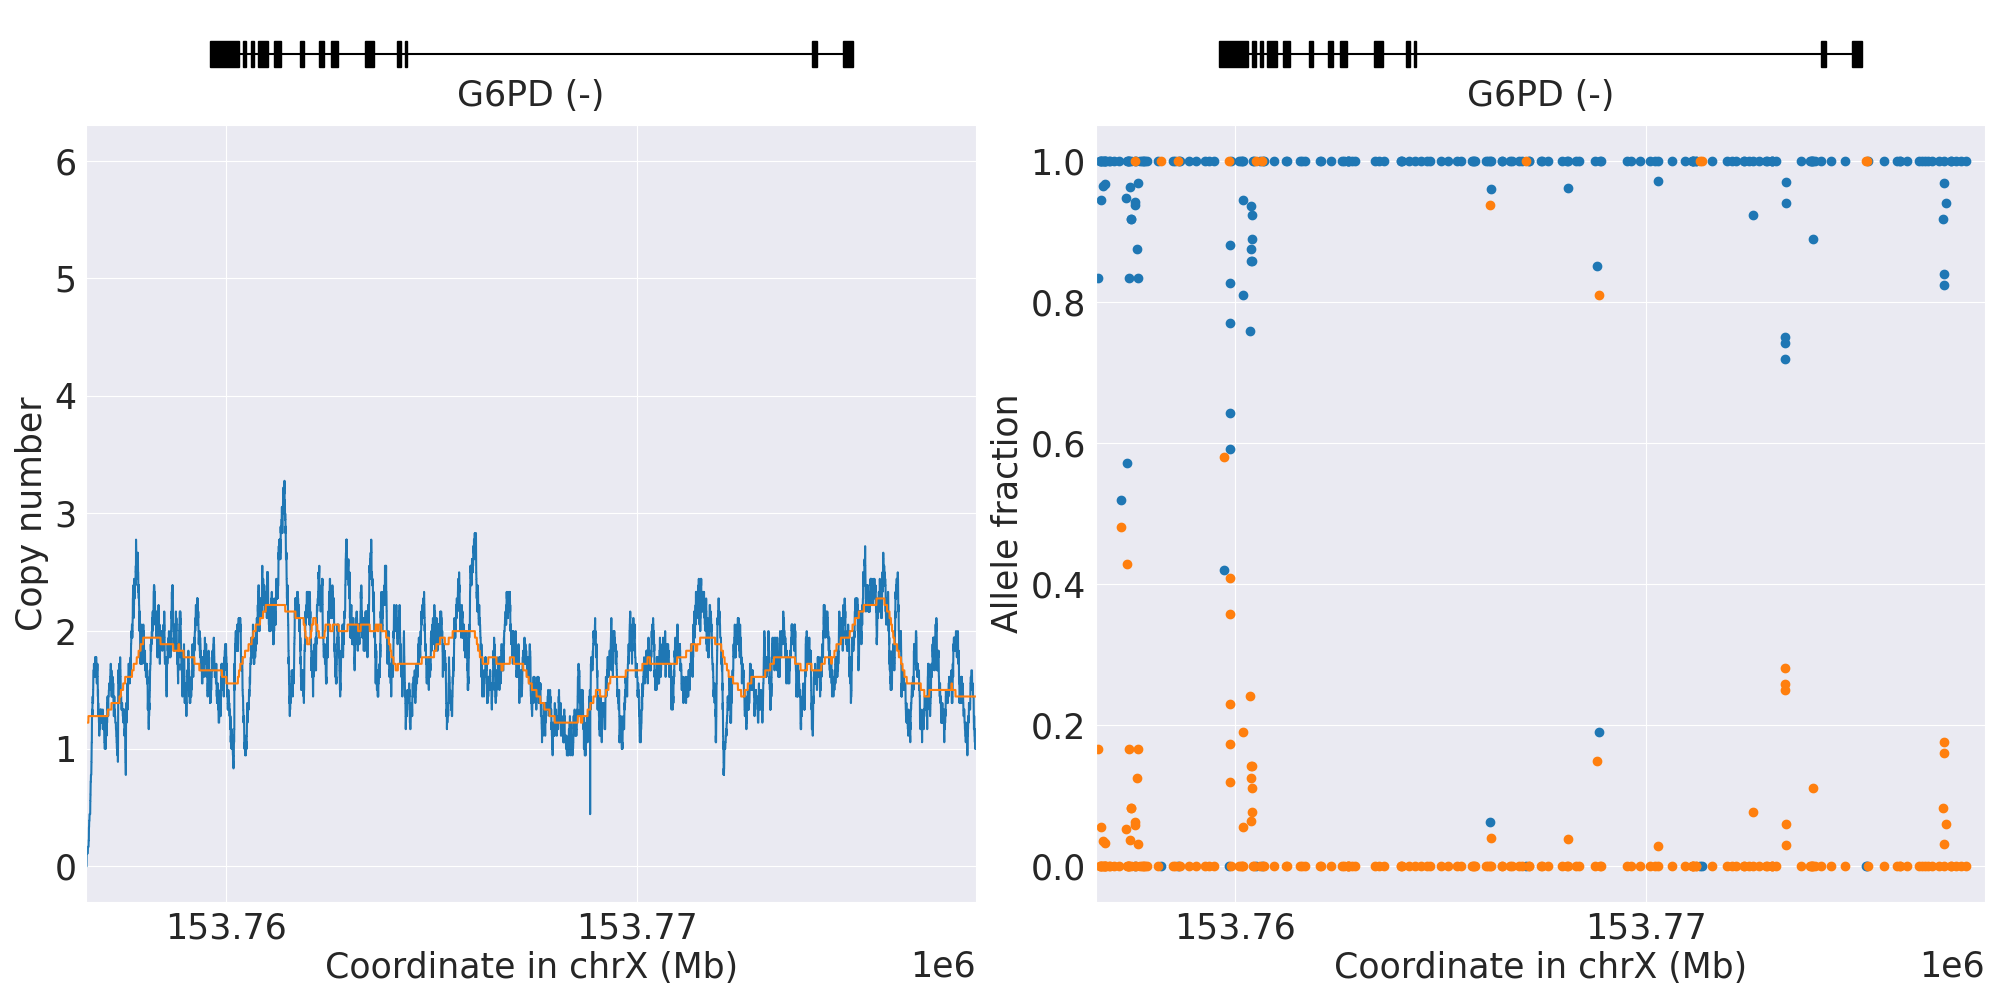 G6PD (-)
6
5
4
3
2
1
0
Copy number
153.76
153.77
Coordinate in chrX (Mb)
1e6
G6PD (-)
1.0
0.8
0.6
0.4
0.2
0.0
Allele fraction
153.76
153.77
Coordinate in chrX (Mb)
1e6